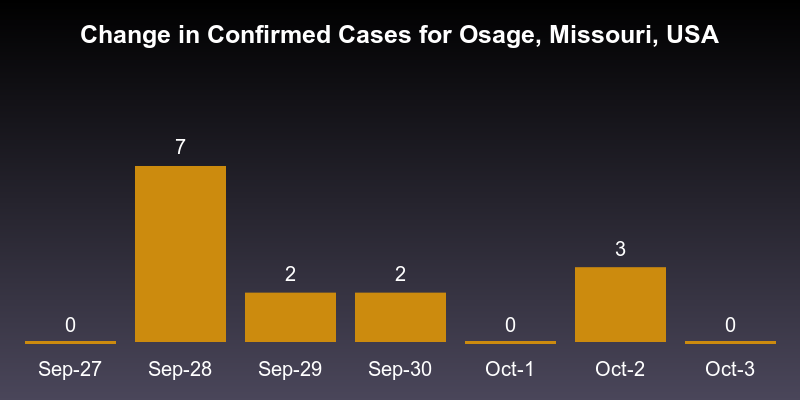 Change in Confirmed Cases for Osage, Missouri, USA
7
3
2 2
0 0 0
Sep-27 Sep-28 Sep-29 Sep-30 Oct-1 Oct-2 Oct-3